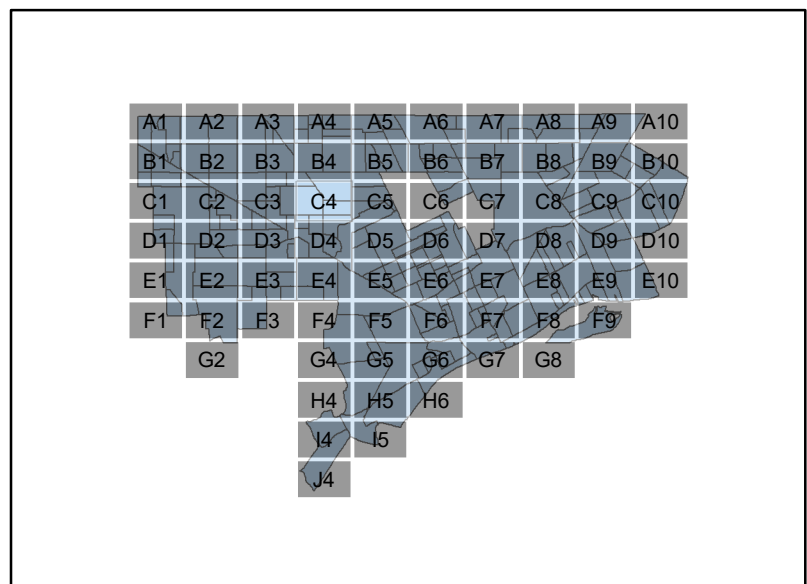 A1 A2 A3 A4 A5 A6 A7 A8 A9 A10
B1 B2 B3 B4 B5 B6 B7 B8 B9 B10
C1 C2 C3 C4 C5 C6 C7 C8 C9 C10
D1 D2 D3 D4 D5 D6 D7 D8 D9 D10
E1 E2 E3 E4 E5 E6 E7 E8 E9 E10
F1 F2 F3 F4 F5 F6 F7 F8 F9
G2 G4 G5 G6 G7 G8
H4 H5 H6
I4 I5
J4